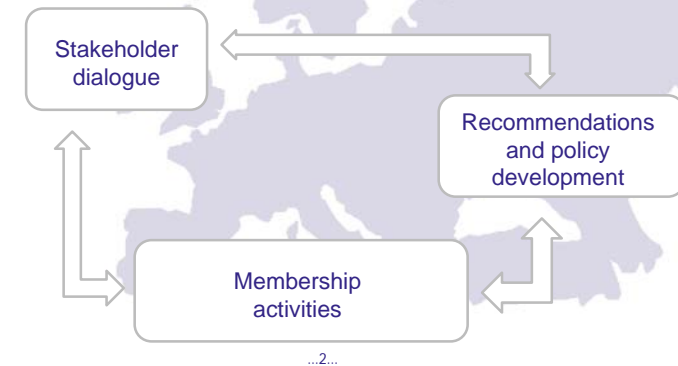 Stakeholder
dialogue
Recommendations
and policy
development
Membership
activities
...2...